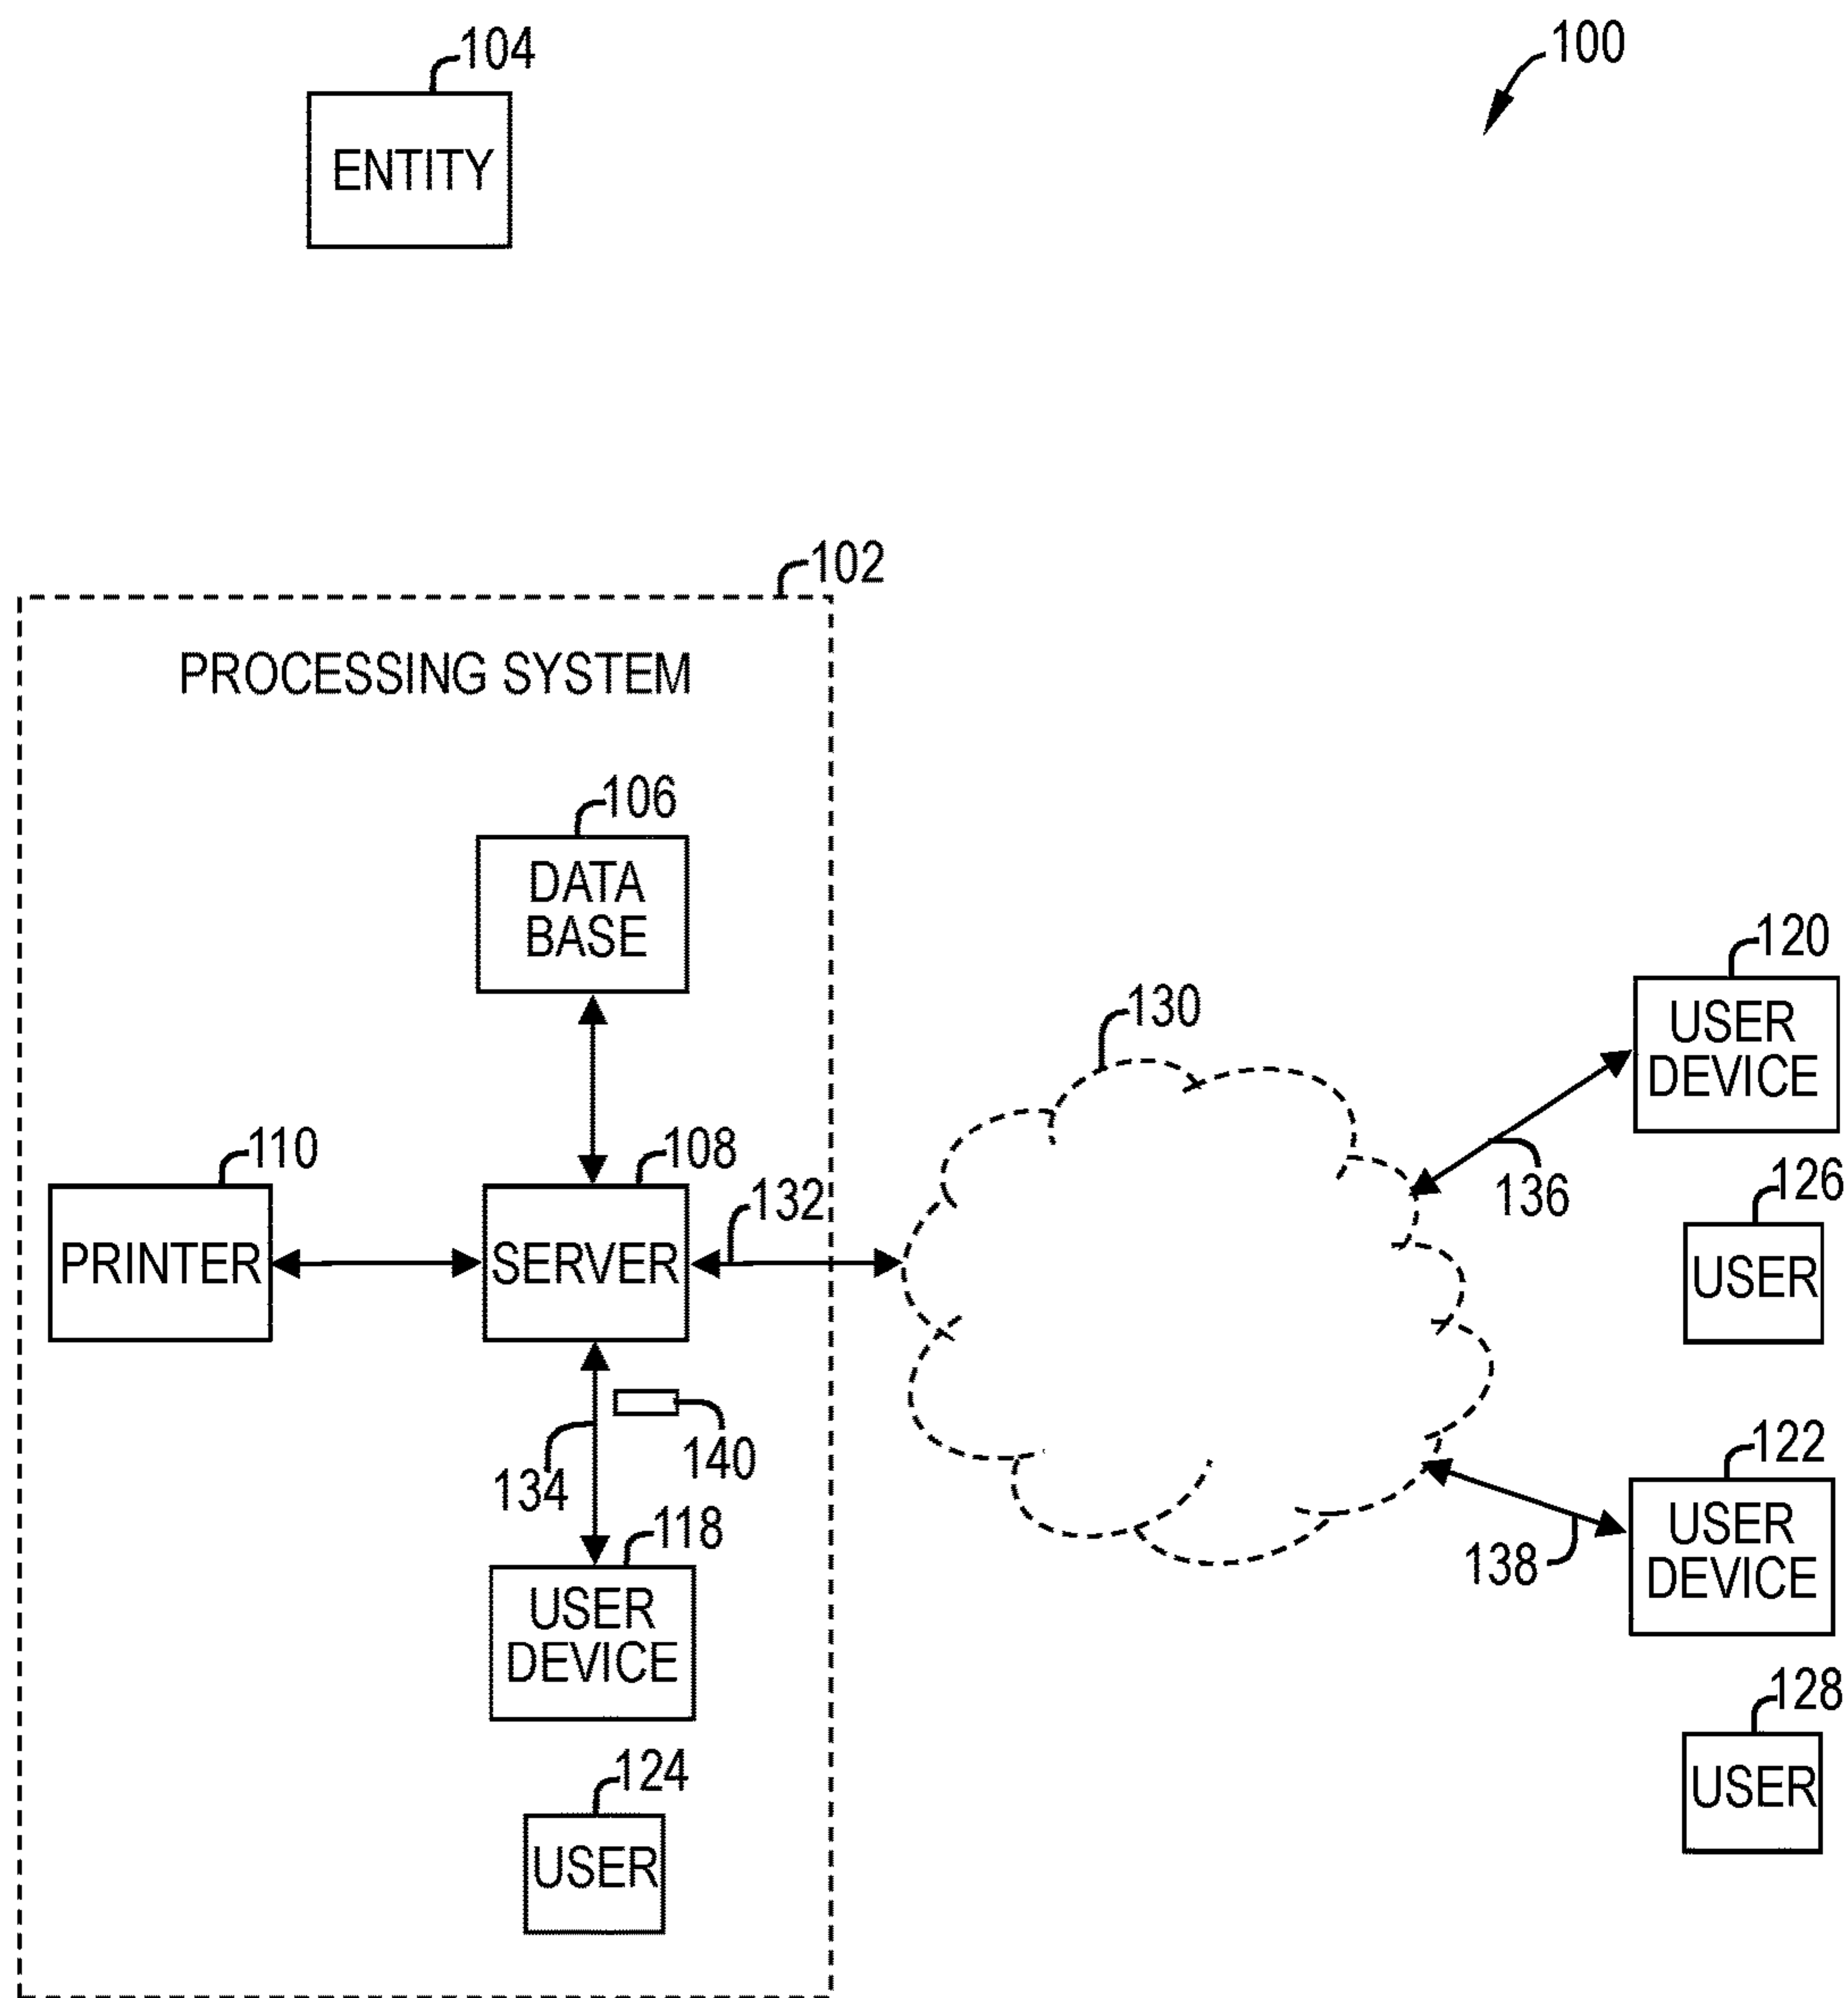 104
100
ENTITY
102
PROCESSING SYSTEM
106
DATA
BASE
120
USER
DEVICE
130
110
108
132
136
126
PRINTER
SERVER
USER
134
140
122
118
USER
DEVICE
138
USER
DEVICE
128
124
USER
USER